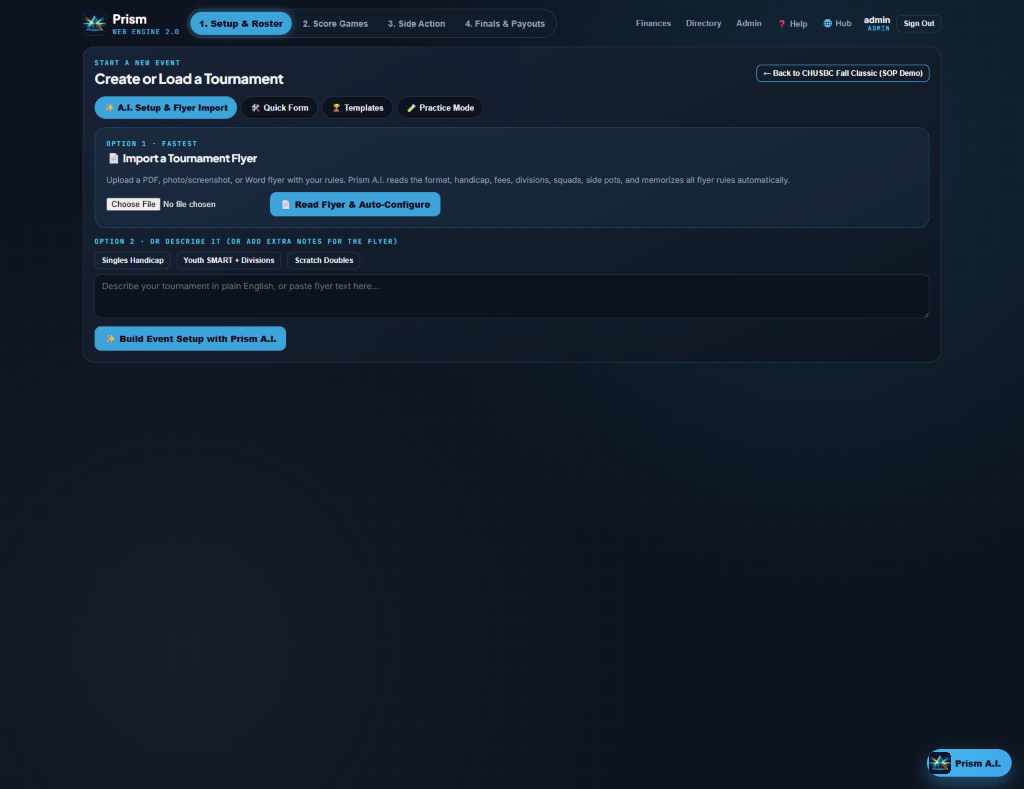 Prism
WEB ENGINE 2.0
1. Setup & Roster
2. Score Games
3. Side Action
4. Finals & Payouts
Finances
Directory
Admin
❓ Help
🌐 Hub
admin
ADMIN
Sign Out
START A NEW EVENT
Create or Load a Tournament
← Back to CHUSBC Fall Classic (SOP Demo)
✨ A.I. Setup & Flyer Import
🛠 Quick Form
🏆 Templates
🧪 Practice Mode
OPTION 1 · FASTEST
📄 Import a Tournament Flyer
Upload a PDF, photo/screenshot, or Word flyer with your rules. Prism A.I. reads the format, handicap, fees, divisions, squads, side pots, and memorizes all flyer rules automatically.
Choose File No file chosen
📄 Read Flyer & Auto-Configure
OPTION 2 · OR DESCRIBE IT (OR ADD EXTRA NOTES FOR THE FLYER)
Singles Handicap
Youth SMART + Divisions
Scratch Doubles
Describe your tournament in plain English, or paste flyer text here...
✨ Build Event Setup with Prism A.I.
Prism A.I.